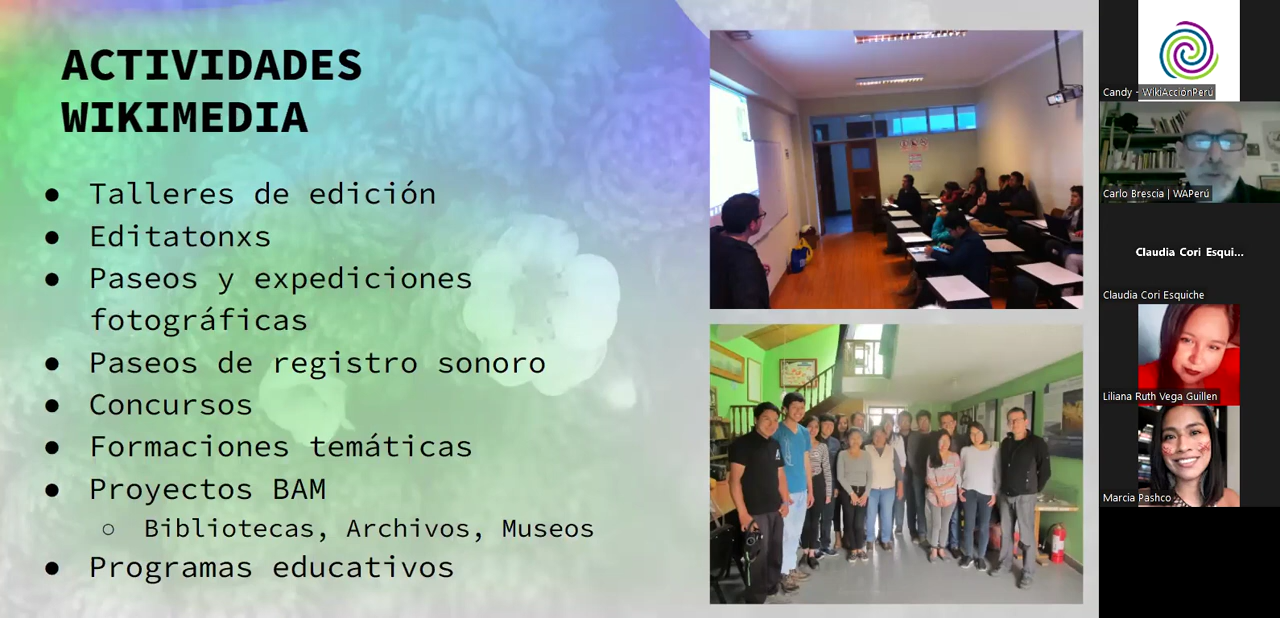 ACTIVIDADES
WIKIMEDIA
● Talleres de edición
● Editatonxs
● Paseos y expediciones
fotográficas
● Paseos de registro sonoro
● Concursos
● Formaciones temáticas
● Proyectos BAM
○ Bibliotecas, Archivos, Museos
● Programas educativos
Candy - WikiAcciónPerú
Carlo Brescia | WAPerú
Claudia Cori Esqui...
Claudia Cori Esquiche
Liliana Ruth Vega Guillen
Marcia Pashco